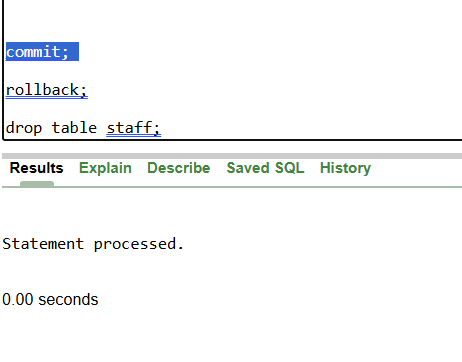 commit;
rollback;
drop table staff;
Results Explain Describe Saved SQL History
Statement processed.
0.00 seconds